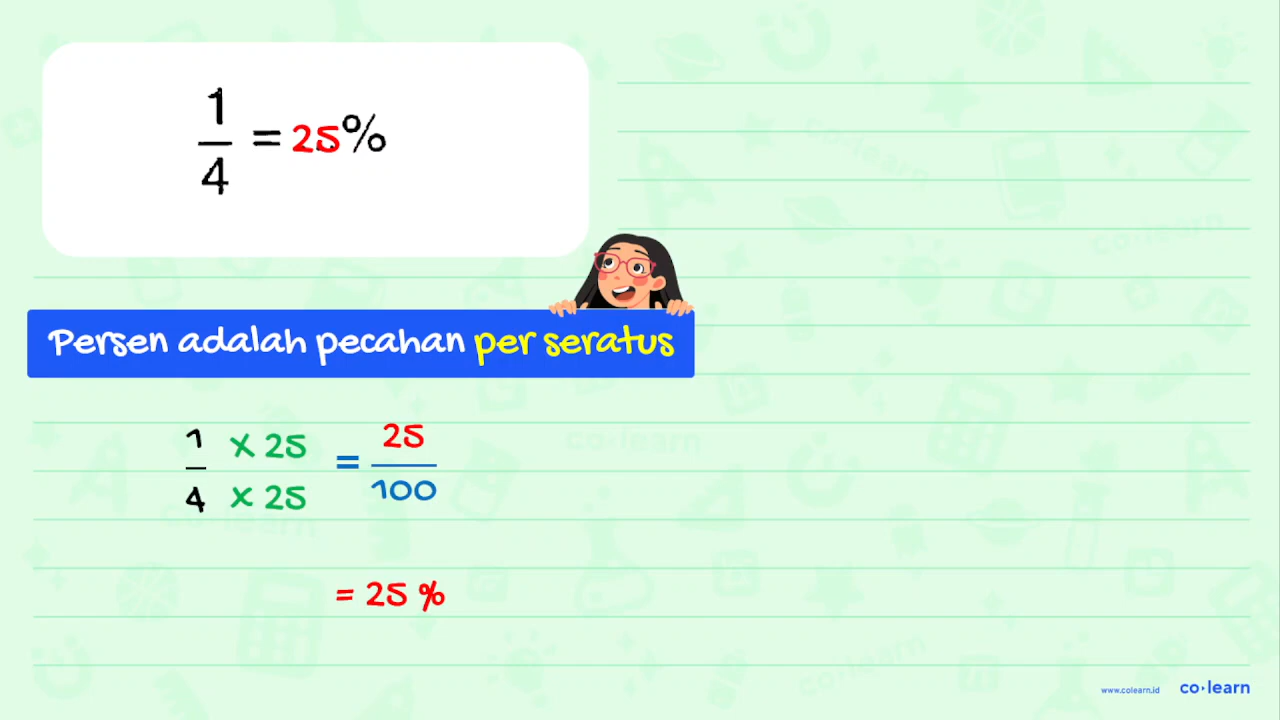 1/4 = 25%
Persen adalah pecahan per seratus
1 x 25 = 25
4 x 25 100
= 25 %
www.colearn.id co·learn